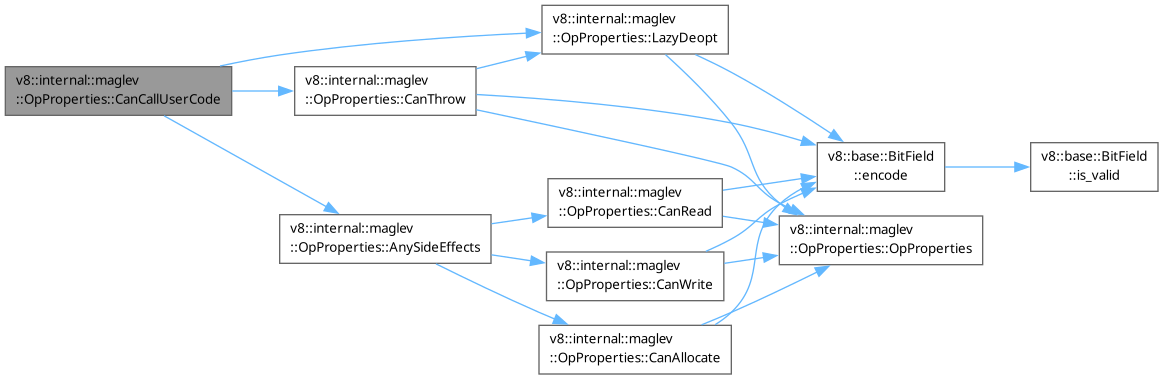 v8::internal::maglev
::OpProperties::CanCallUserCode
v8::internal::maglev
::OpProperties::LazyDeopt
v8::internal::maglev
::OpProperties::CanThrow
v8::internal::maglev
::OpProperties::AnySideEffects
v8::internal::maglev
::OpProperties::CanRead
v8::internal::maglev
::OpProperties::CanWrite
v8::internal::maglev
::OpProperties::CanAllocate
v8::base::BitField
::encode
v8::internal::maglev
::OpProperties::OpProperties
v8::base::BitField
::is_valid